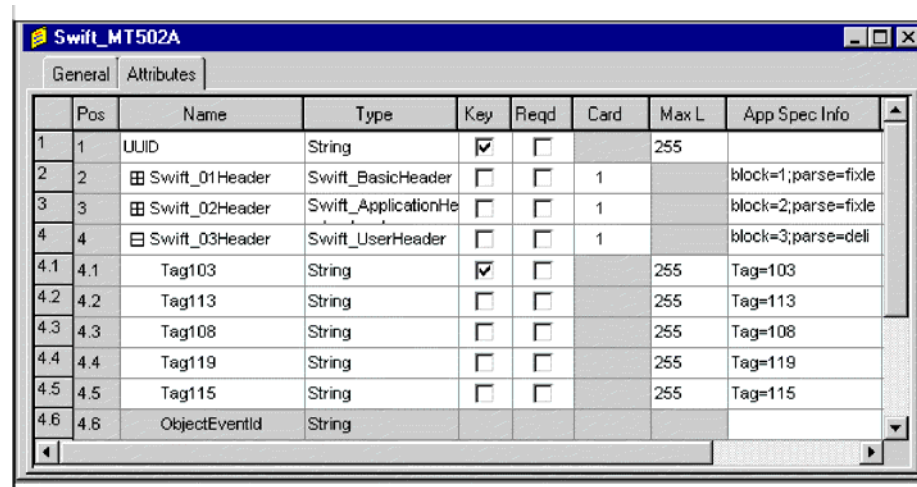 Swift_MT502A
General Attributes
Pos Name Type Key Reqd Card Max L App Spec Info
1 1 UUID String 255
2 2 Swift_01Header Swift_BasicHeader 1 block=1;parse=fixle
3 3 Swift_02Header Swift_ApplicationHe 1 block=2;parse=fixle
4 4 Swift_03Header Swift_UserHeader 1 block=3;parse=deli
4.1 4.1 Tag103 String 255 Tag=103
4.2 4.2 Tag113 String 255 Tag=113
4.3 4.3 Tag108 String 255 Tag=108
4.4 4.4 Tag119 String 255 Tag=119
4.5 4.5 Tag115 String 255 Tag=115
4.6 4.6 ObjectEventId String